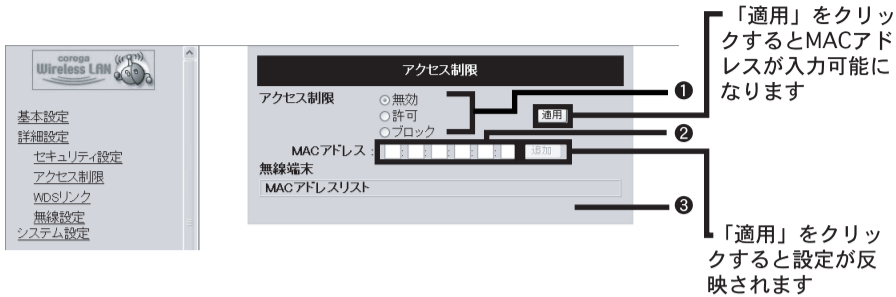 corega
Wireless LAN
基本設定
詳細設定
セキュリティ設定
アクセス制限
WDSリンク
無線設定
システム設定
アクセス制限
アクセス制限
無効
許可
ブロック
適用
MACアドレス : : : : : : 追加
無線端末
MACアドレスリスト
❶
❷
❸
「適用」をクリッ
クするとMACアド
レスが入力可能に
なります
「適用」をクリッ
クすると設定が反
映されます